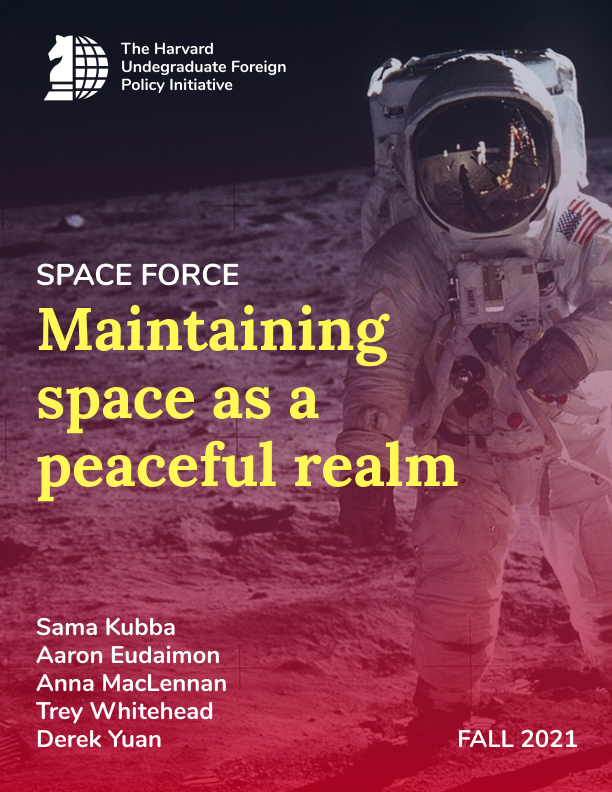 The Harvard
Undegraduate Foreign
Policy Initiative
SPACE FORCE
Maintaining
space as a
peaceful realm
Sama Kubba
Aaron Eudaimon
Anna MacLennan
Trey Whitehead
Derek Yuan
FALL 2021